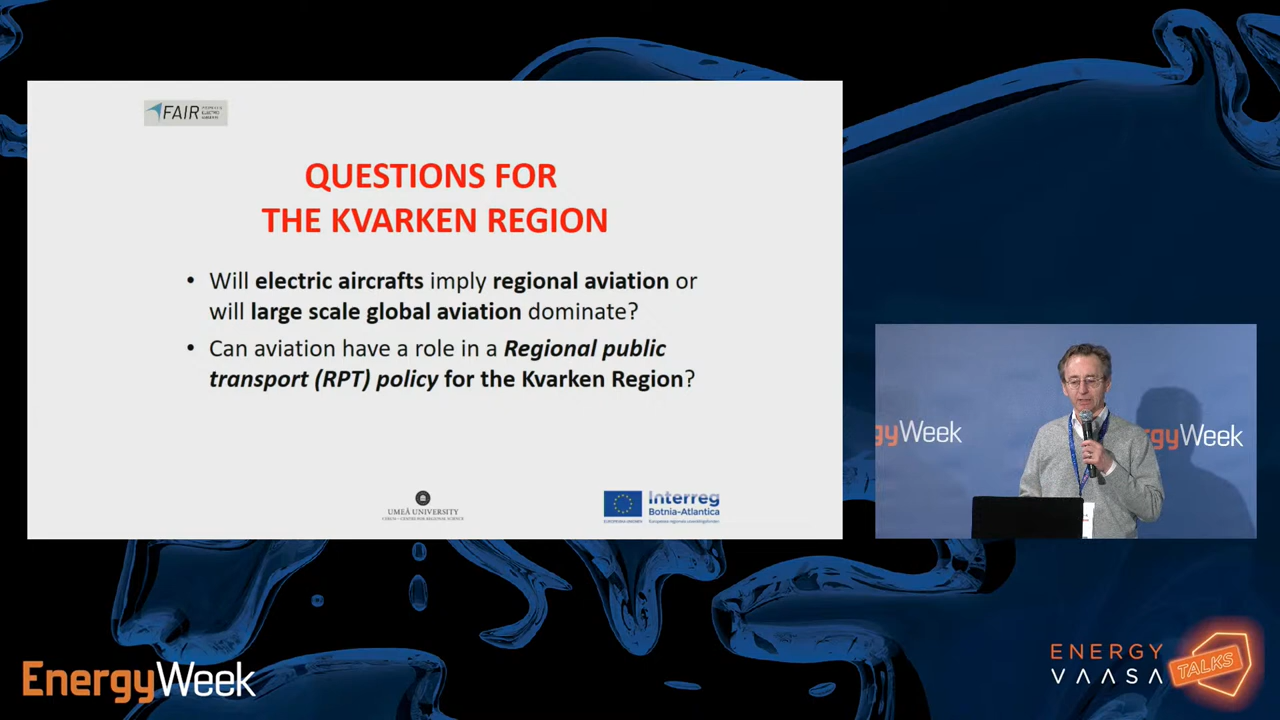 FAIR
QUESTIONS FOR
THE KVARKEN REGION
• Will electric aircrafts imply regional aviation or
will large scale global aviation dominate?
• Can aviation have a role in a Regional public
transport (RPT) policy for the Kvarken Region?
UMEÅ UNIVERSITY
Interreg
Botnia-Atlantica
gyWeek
rgyWeek
EnergyWeek
ENERGY
VAASA
TALKS